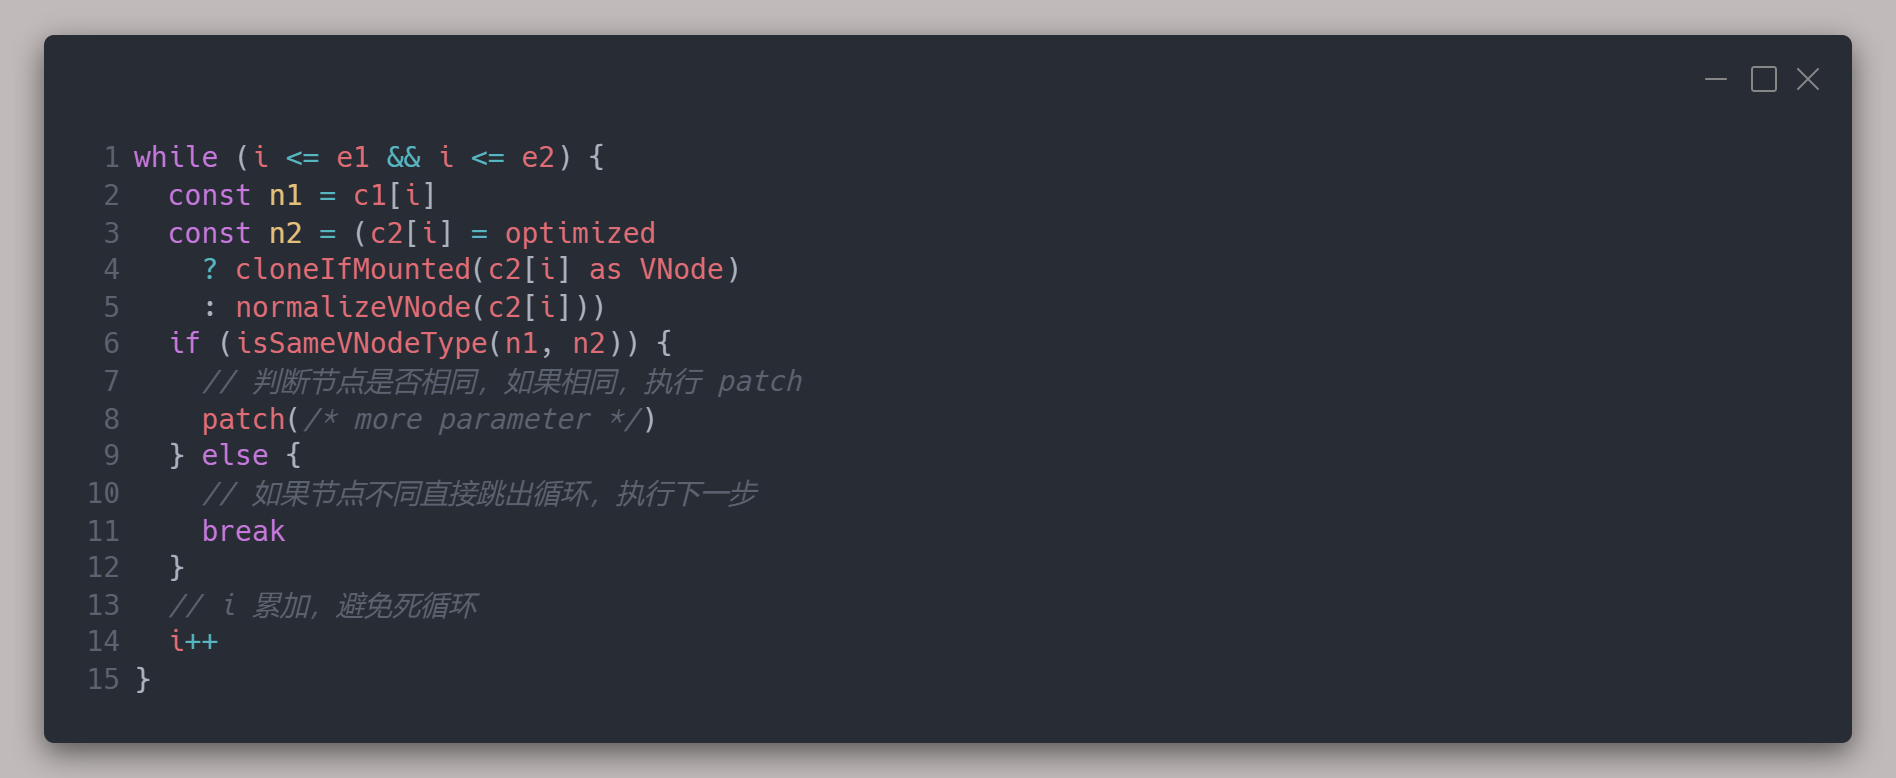 1 while (i <= e1 && i <= e2) {
2   const n1 = c1[i]
3   const n2 = (c2[i] = optimized
4     ? cloneIfMounted(c2[i] as VNode)
5     : normalizeVNode(c2[i]))
6   if (isSameVNodeType(n1, n2)) {
7     // 判断节点是否相同，如果相同，执行 patch
8     patch(/* more parameter */)
9   } else {
10     // 如果节点不同直接跳出循环，执行下一步
11     break
12   }
13   // i 累加，避免死循环
14   i++
15 }